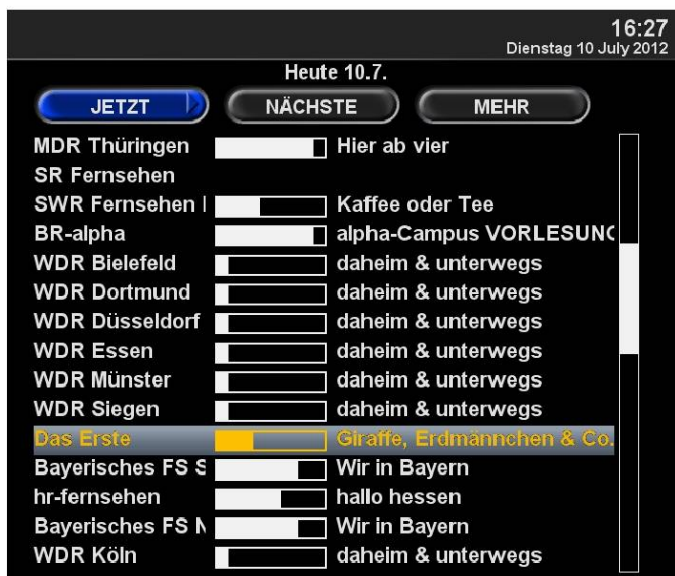 16:27
Dienstag 10 July 2012
Heute 10.7.
JETZT NÄCHSTE MEHR
MDR Thüringen Hier ab vier
SR Fernsehen
SWR Fernsehen Kaffee oder Tee
BR-alpha alpha-Campus VORLESUNG
WDR Bielefeld daheim & unterwegs
WDR Dortmund daheim & unterwegs
WDR Düsseldorf daheim & unterwegs
WDR Essen daheim & unterwegs
WDR Münster daheim & unterwegs
WDR Siegen daheim & unterwegs
Das Erste Giraffe, Erdmännchen & Co.
Bayerisches FS S Wir in Bayern
hr-fernsehen hallo hessen
Bayerisches FS N Wir in Bayern
WDR Köln daheim & unterwegs